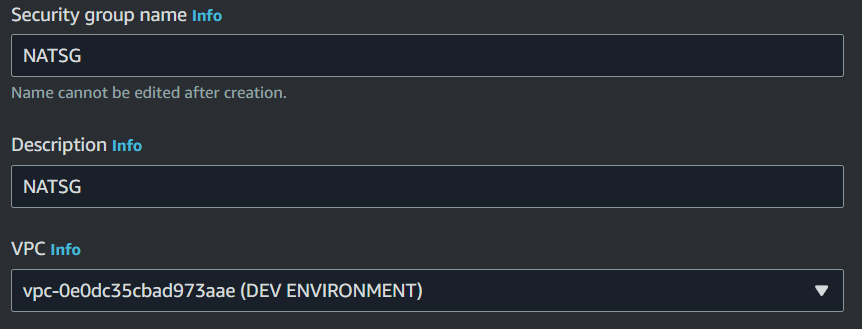 Security group name Info
NATSG
Name cannot be edited after creation.
Description Info
NATSG
VPC Info
vpc-0e0dc35cbad973aae (DEV ENVIRONMENT)